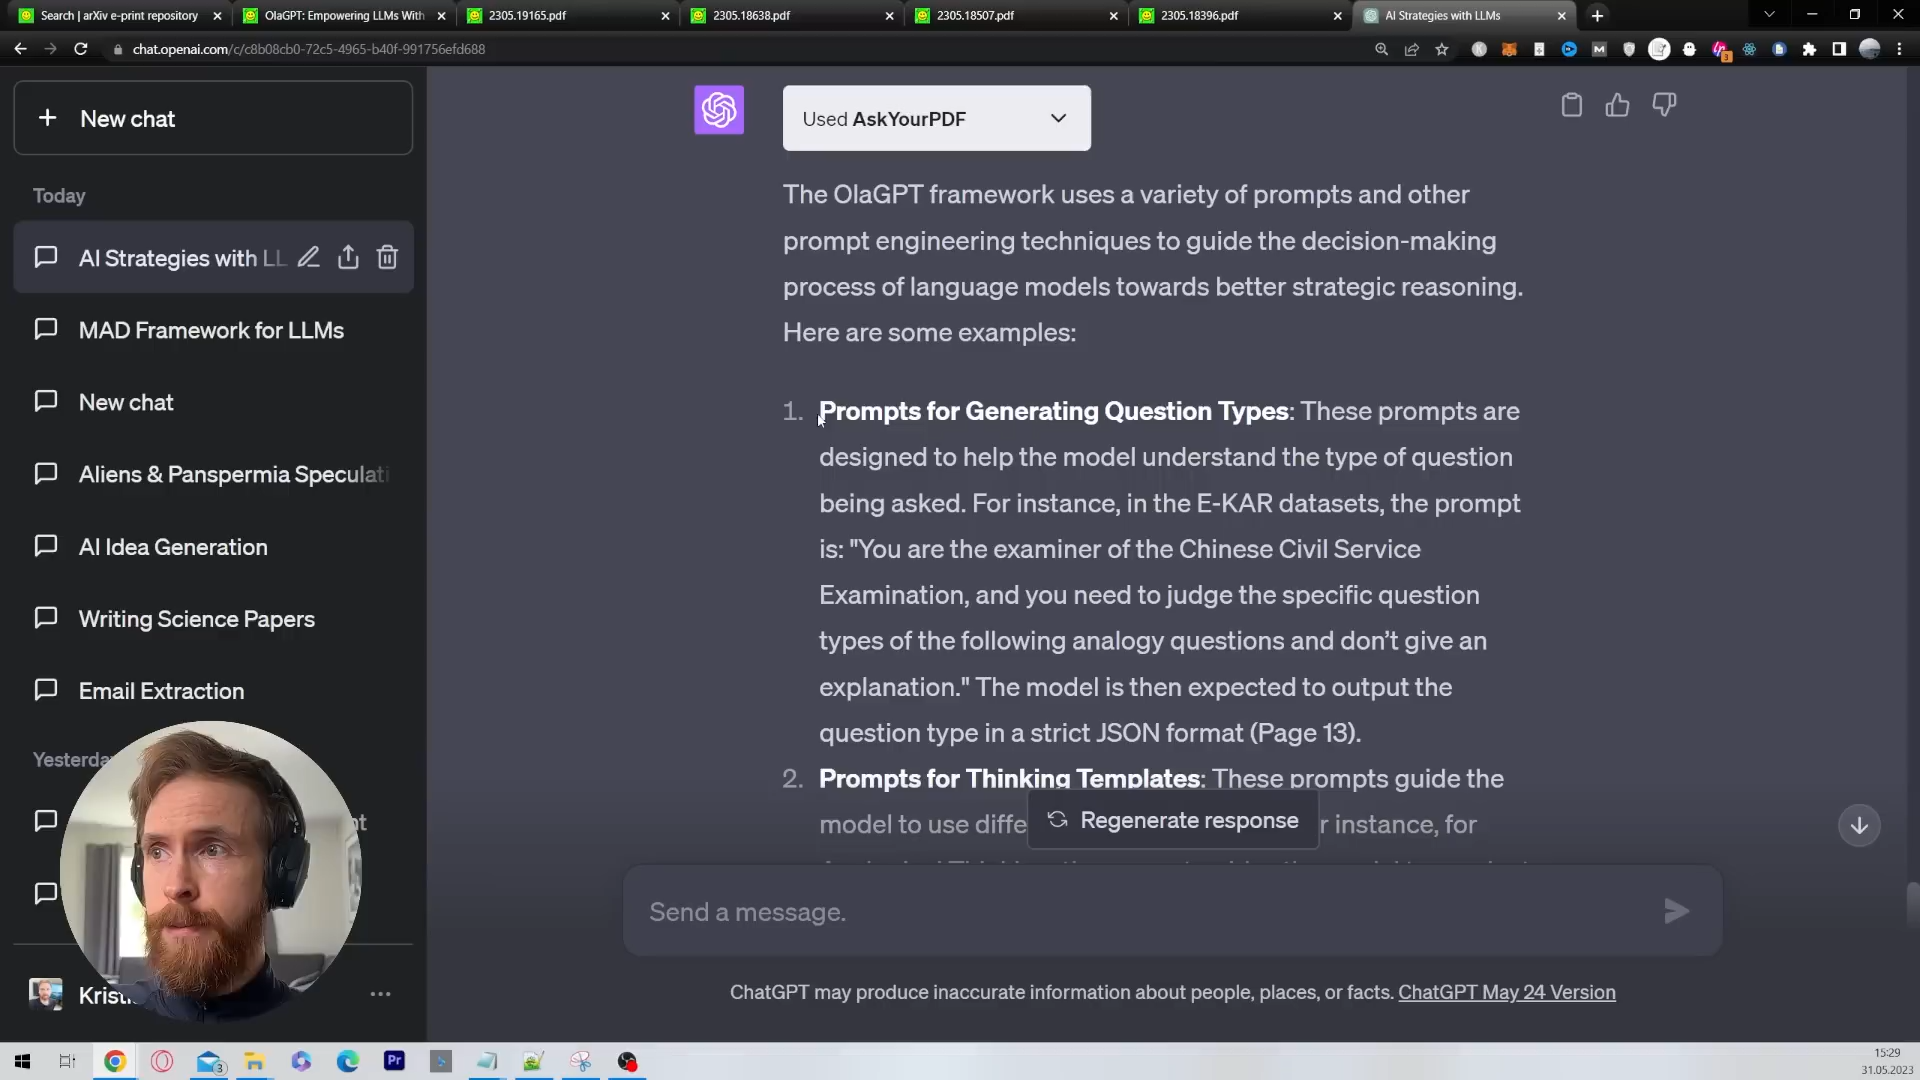 Search | arXiv e-print repository
OlaGPT: Empowering LLMs With
2305.19165.pdf
2305.18638.pdf
2305.18507.pdf
2305.18396.pdf
AI Strategies with LLMs
chat.openai.com/c/c8b08cb0-72c5-4965-b40f-991756efd688
New chat
Today
AI Strategies with LL
MAD Framework for LLMs
New chat
Aliens & Panspermia Speculati
AI Idea Generation
Writing Science Papers
Email Extraction
Yesterda
Kristi
Used AskYourPDF
The OlaGPT framework uses a variety of prompts and other
prompt engineering techniques to guide the decision-making
process of language models towards better strategic reasoning.
Here are some examples:
1. Prompts for Generating Question Types: These prompts are
designed to help the model understand the type of question
being asked. For instance, in the E-KAR datasets, the prompt
is: "You are the examiner of the Chinese Civil Service
Examination, and you need to judge the specific question
types of the following analogy questions and don’t give an
explanation." The model is then expected to output the
question type in a strict JSON format (Page 13).
2. Prompts for Thinking Templates: These prompts guide the
model to use diffe r instance, for
Regenerate response
Send a message.
ChatGPT may produce inaccurate information about people, places, or facts. ChatGPT May 24 Version
15:29
31.05.2023